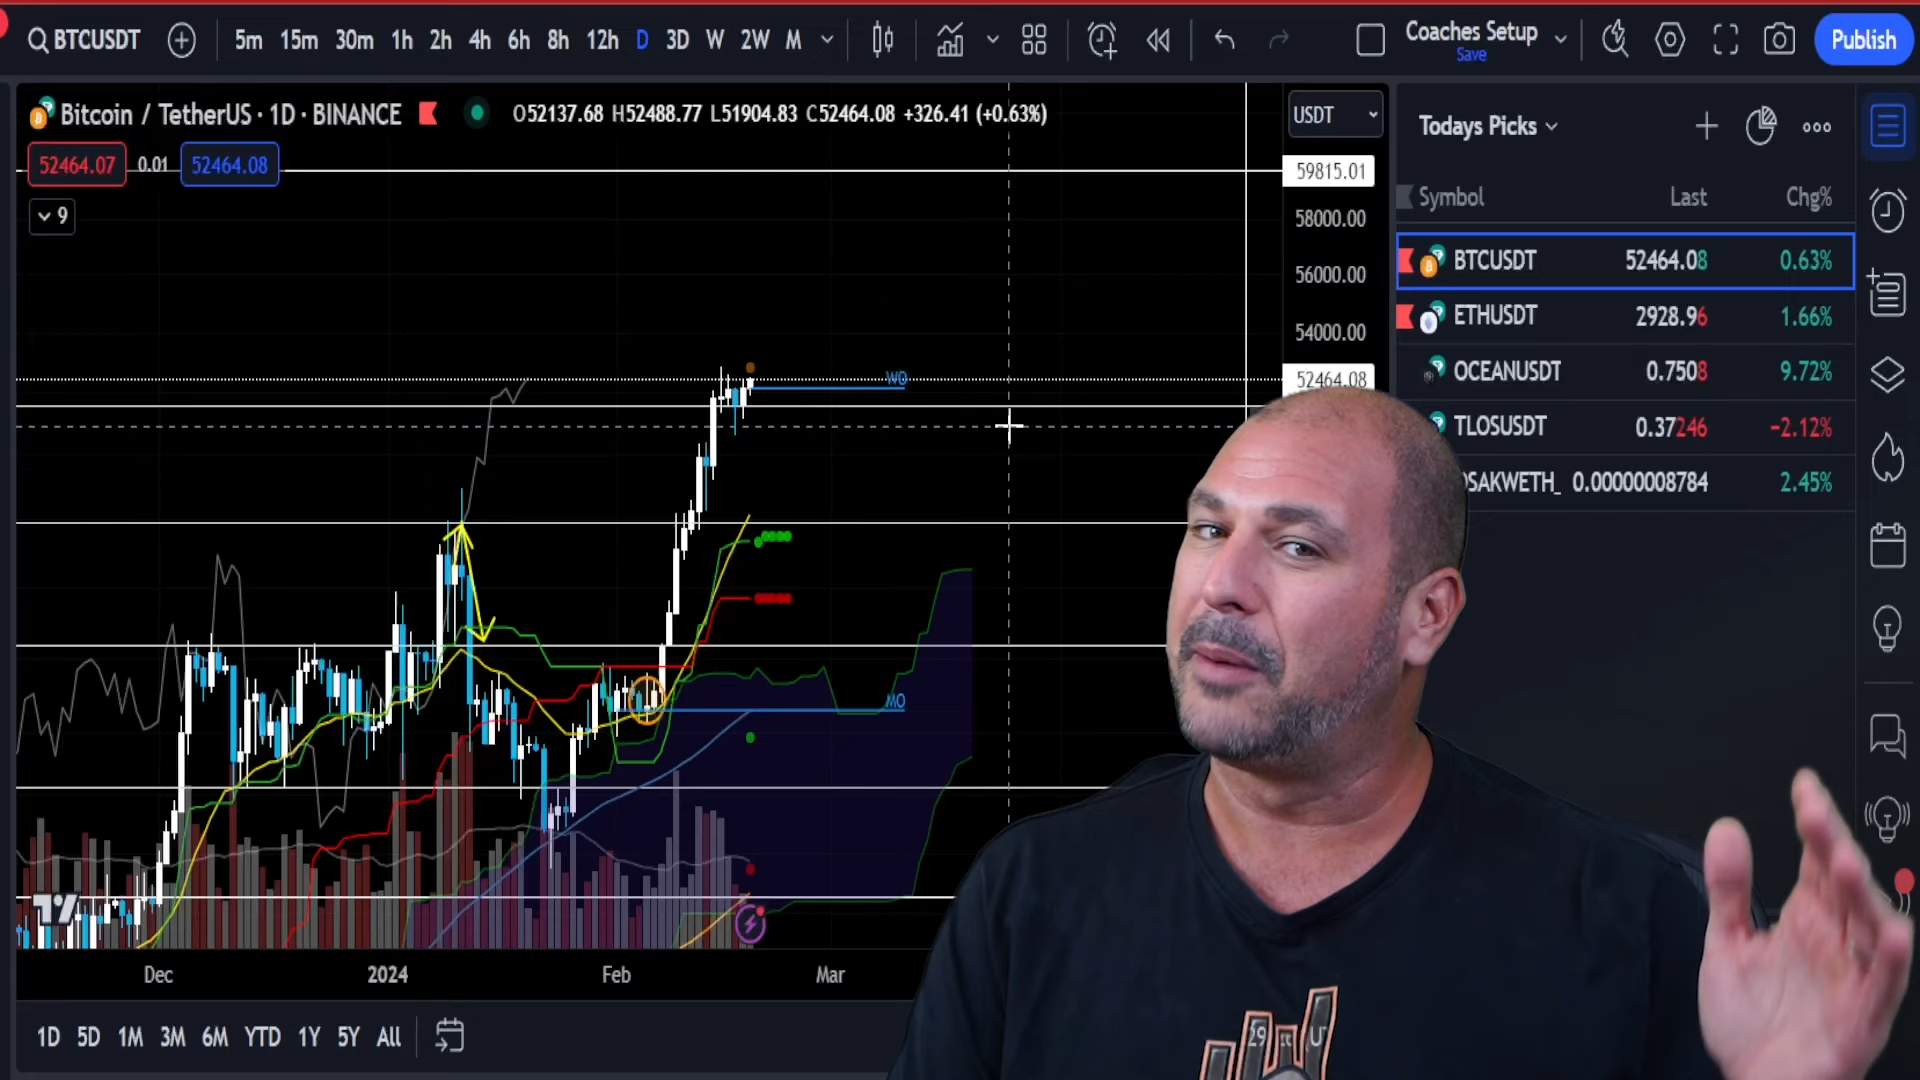 BTCUSDT 5m 15m 30m 1h 2h 4h 6h 8h 12h D 3D W 2W M Coaches Setup Publish
Save
Bitcoin / TetherUS · 1D · BINANCE O52137.68 H52488.77 L51904.83 C52464.08 +326.41 (+0.63%)
52464.07 0.01 52464.08
9
USDT
59815.01
58000.00
56000.00
54000.00
52464.08
WO
MO
Dec 2024 Feb Mar
1D 5D 1M 3M 6M YTD 1Y 5Y All
Todays Picks
Symbol Last Chg%
BTCUSDT 52464.08 0.63%
ETHUSDT 2928.96 1.66%
OCEANUSDT 0.7508 9.72%
TLOSUSDT 0.37246 −2.12%
SAKWETH_ 0.00000008784 2.45%
29